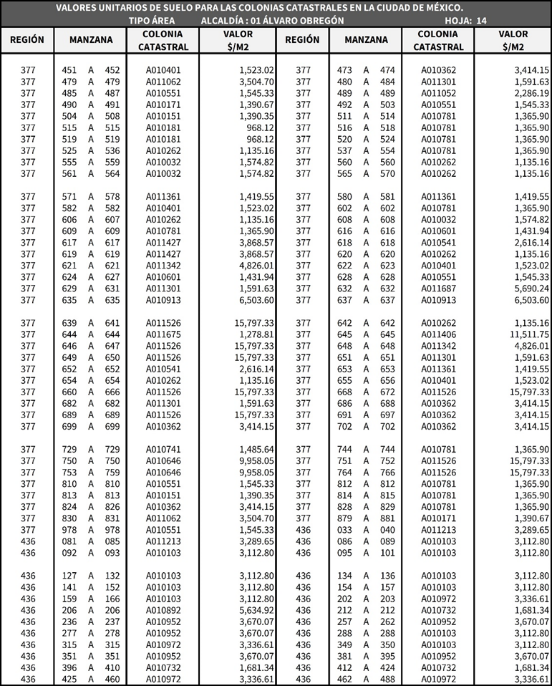 VALORES UNITARIOS DE SUELO PARA LAS COLONIAS CATASTRALES EN LA CIUDAD DE MÉXICO.
TIPO ÁREA ALCALDÍA : 01 ÁLVARO OBREGÓN HOJA: 14
REGIÓN MANZANA COLONIA CATASTRAL VALOR $/M2 REGIÓN MANZANA COLONIA CATASTRAL VALOR $/M2
377 451 A 452 A010401 1,523.02 377 473 A 474 A010362 3,414.15
377 479 A 479 A011062 3,504.70 377 480 A 484 A011301 1,591.63
377 485 A 487 A010551 1,545.33 377 489 A 489 A011052 2,286.19
377 490 A 491 A010171 1,390.67 377 492 A 503 A010551 1,545.33
377 504 A 508 A010151 1,390.35 377 511 A 514 A010781 1,365.90
377 515 A 515 A010181 968.12 377 516 A 518 A010781 1,365.90
377 519 A 519 A010181 968.12 377 520 A 524 A010781 1,365.90
377 525 A 536 A010262 1,135.16 377 537 A 554 A010781 1,365.90
377 555 A 559 A010032 1,574.82 377 560 A 560 A010262 1,135.16
377 561 A 564 A010032 1,574.82 377 565 A 570 A010262 1,135.16
377 571 A 578 A011361 1,419.55 377 580 A 581 A011361 1,419.55
377 582 A 582 A010401 1,523.02 377 602 A 602 A010781 1,365.90
377 606 A 607 A010262 1,135.16 377 608 A 608 A010032 1,574.82
377 609 A 609 A010781 1,365.90 377 616 A 616 A010601 1,431.94
377 617 A 617 A011427 3,868.57 377 618 A 618 A010541 2,616.14
377 619 A 619 A011427 3,868.57 377 620 A 620 A010262 1,135.16
377 621 A 621 A011342 4,826.01 377 622 A 623 A010401 1,523.02
377 624 A 627 A010601 1,431.94 377 628 A 628 A010551 1,545.33
377 629 A 631 A011301 1,591.63 377 632 A 632 A011687 5,690.24
377 635 A 635 A010913 6,503.60 377 637 A 637 A010913 6,503.60
377 639 A 641 A011526 15,797.33 377 642 A 642 A010262 1,135.16
377 644 A 644 A011675 1,278.81 377 645 A 645 A011406 11,511.75
377 646 A 647 A011526 15,797.33 377 648 A 648 A011342 4,826.01
377 649 A 650 A011526 15,797.33 377 651 A 651 A011301 1,591.63
377 652 A 652 A010541 2,616.14 377 653 A 653 A011361 1,419.55
377 654 A 654 A010262 1,135.16 377 655 A 656 A010401 1,523.02
377 660 A 666 A011526 15,797.33 377 668 A 672 A011526 15,797.33
377 682 A 682 A011301 1,591.63 377 686 A 688 A010362 3,414.15
377 689 A 689 A011526 15,797.33 377 691 A 697 A010362 3,414.15
377 699 A 699 A010362 3,414.15 377 702 A 702 A010362 3,414.15
377 729 A 729 A010741 1,485.64 377 744 A 744 A010781 1,365.90
377 750 A 750 A010646 9,958.05 377 751 A 752 A011526 15,797.33
377 753 A 759 A010646 9,958.05 377 764 A 766 A011526 15,797.33
377 810 A 810 A010551 1,545.33 377 812 A 812 A010781 1,365.90
377 813 A 813 A010151 1,390.35 377 814 A 815 A010781 1,365.90
377 824 A 826 A010362 3,414.15 377 828 A 829 A010781 1,365.90
377 830 A 831 A011062 3,504.70 377 879 A 881 A010171 1,390.67
377 978 A 978 A010551 1,545.33 436 033 A 040 A011213 3,289.65
436 081 A 085 A011213 3,289.65 436 086 A 089 A010103 3,112.80
436 092 A 093 A010103 3,112.80 436 095 A 101 A010103 3,112.80
436 127 A 132 A010103 3,112.80 436 134 A 136 A010103 3,112.80
436 141 A 152 A010103 3,112.80 436 154 A 157 A010103 3,112.80
436 159 A 166 A010103 3,112.80 436 202 A 203 A010972 3,336.61
436 206 A 206 A010892 5,634.92 436 212 A 212 A010732 1,681.34
436 236 A 237 A010952 3,670.07 436 257 A 262 A010952 3,670.07
436 277 A 278 A010952 3,670.07 436 288 A 288 A010103 3,112.80
436 315 A 315 A010972 3,336.61 436 349 A 350 A010103 3,112.80
436 351 A 351 A010952 3,670.07 436 381 A 395 A010952 3,670.07
436 396 A 410 A010732 1,681.34 436 412 A 424 A010732 1,681.34
436 425 A 460 A010972 3,336.61 436 462 A 488 A010972 3,336.61